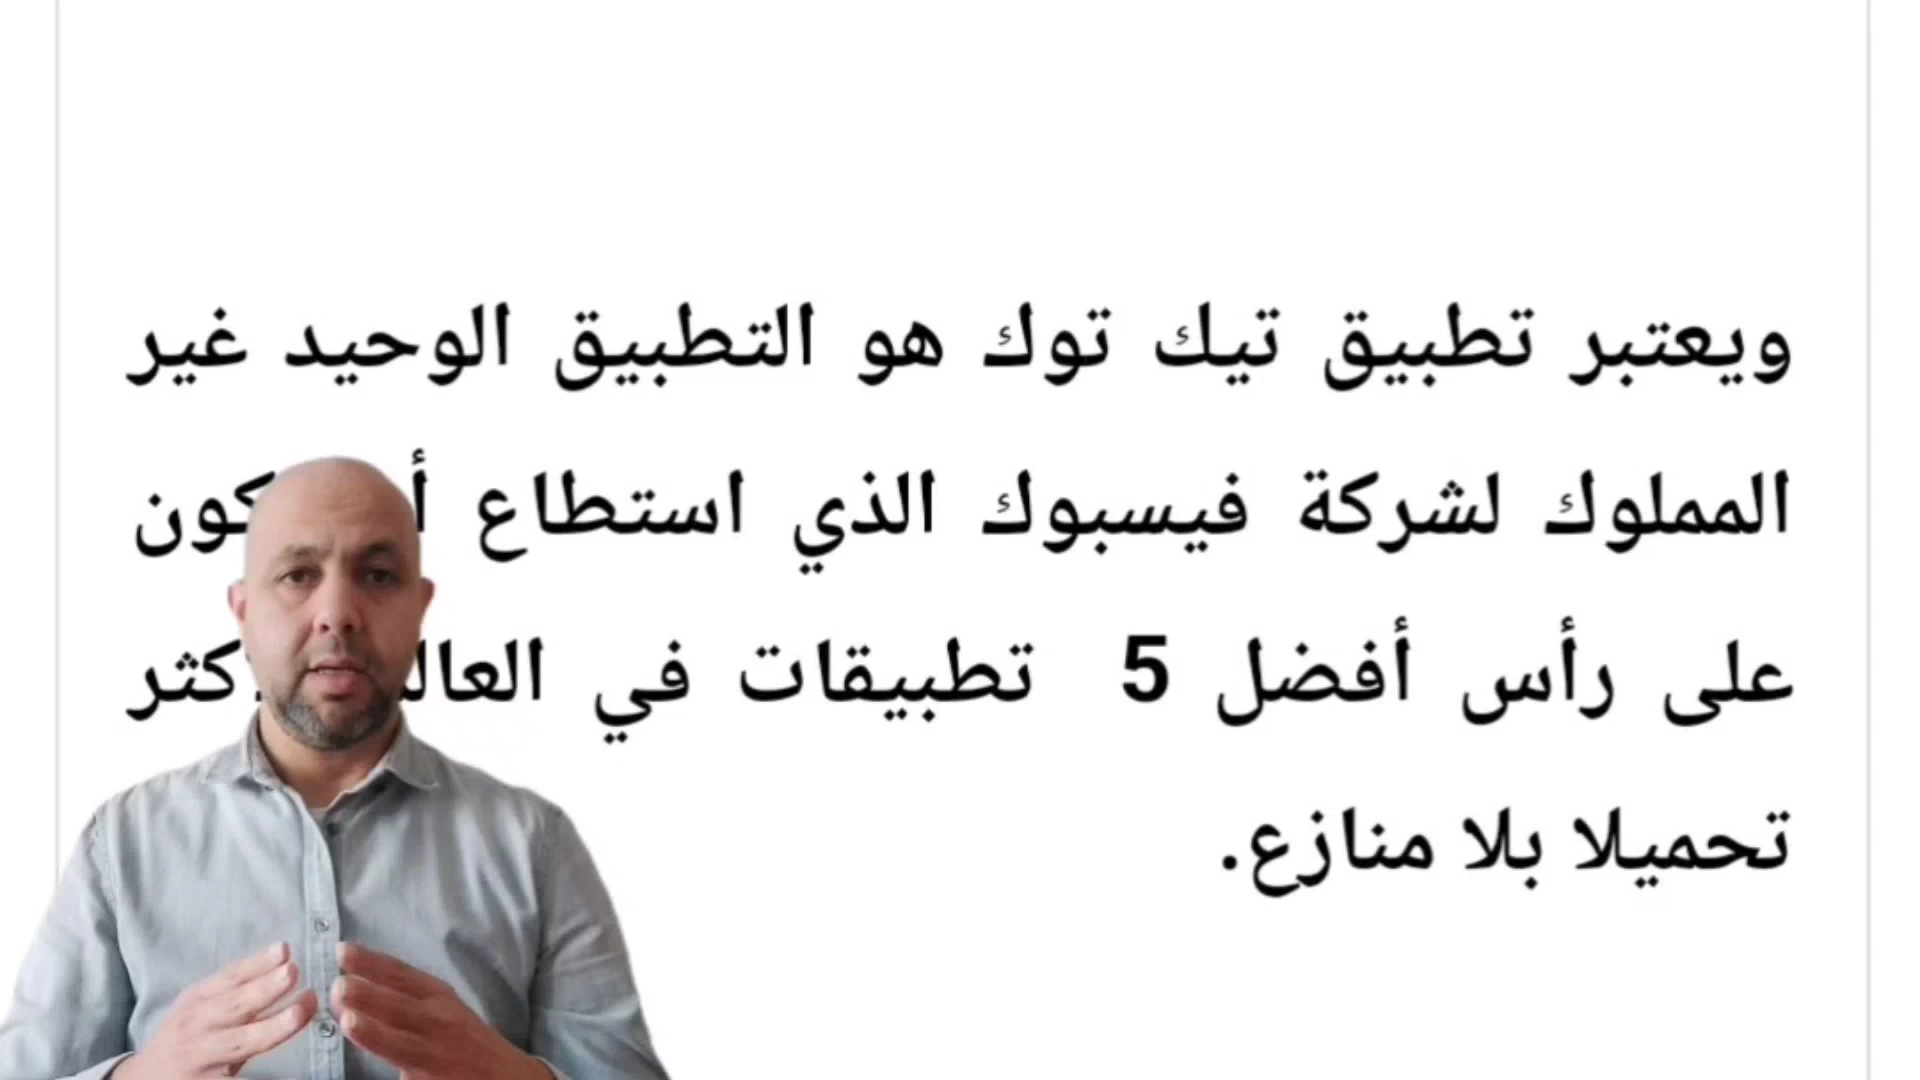 ويعتبر تطبيق تيك توك هو التطبيق الوحيد غير
المملوك لشركة فيسبوك الذي استطاع
على رأس أفضل 5 تطبيقات في
تحميلا بلا منازع.